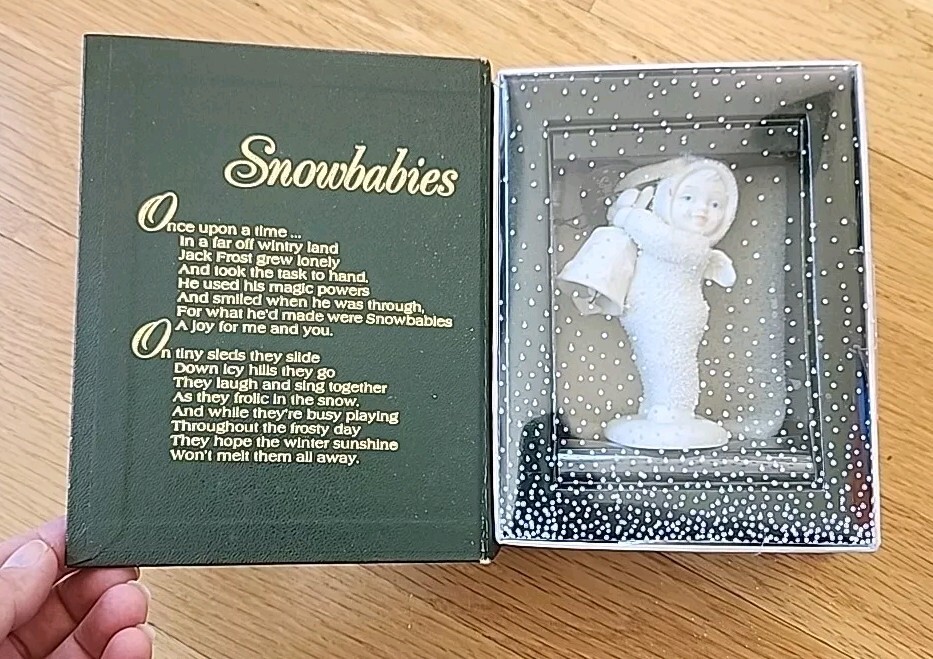 Snowbabies
Once upon a time ...
In a far off wintry land
Jack Frost grew lonely
And took the task to hand.
He used his magic powers
And smiled when he was through,
For what he'd made were Snowbabies
A joy for me and you.
On tiny sleds they slide
Down icy hills they go
They laugh and sing together
As they frolic in the snow.
And while they're busy playing
Throughout the frosty day
They hope the winter sunshine
Won't melt them all away.